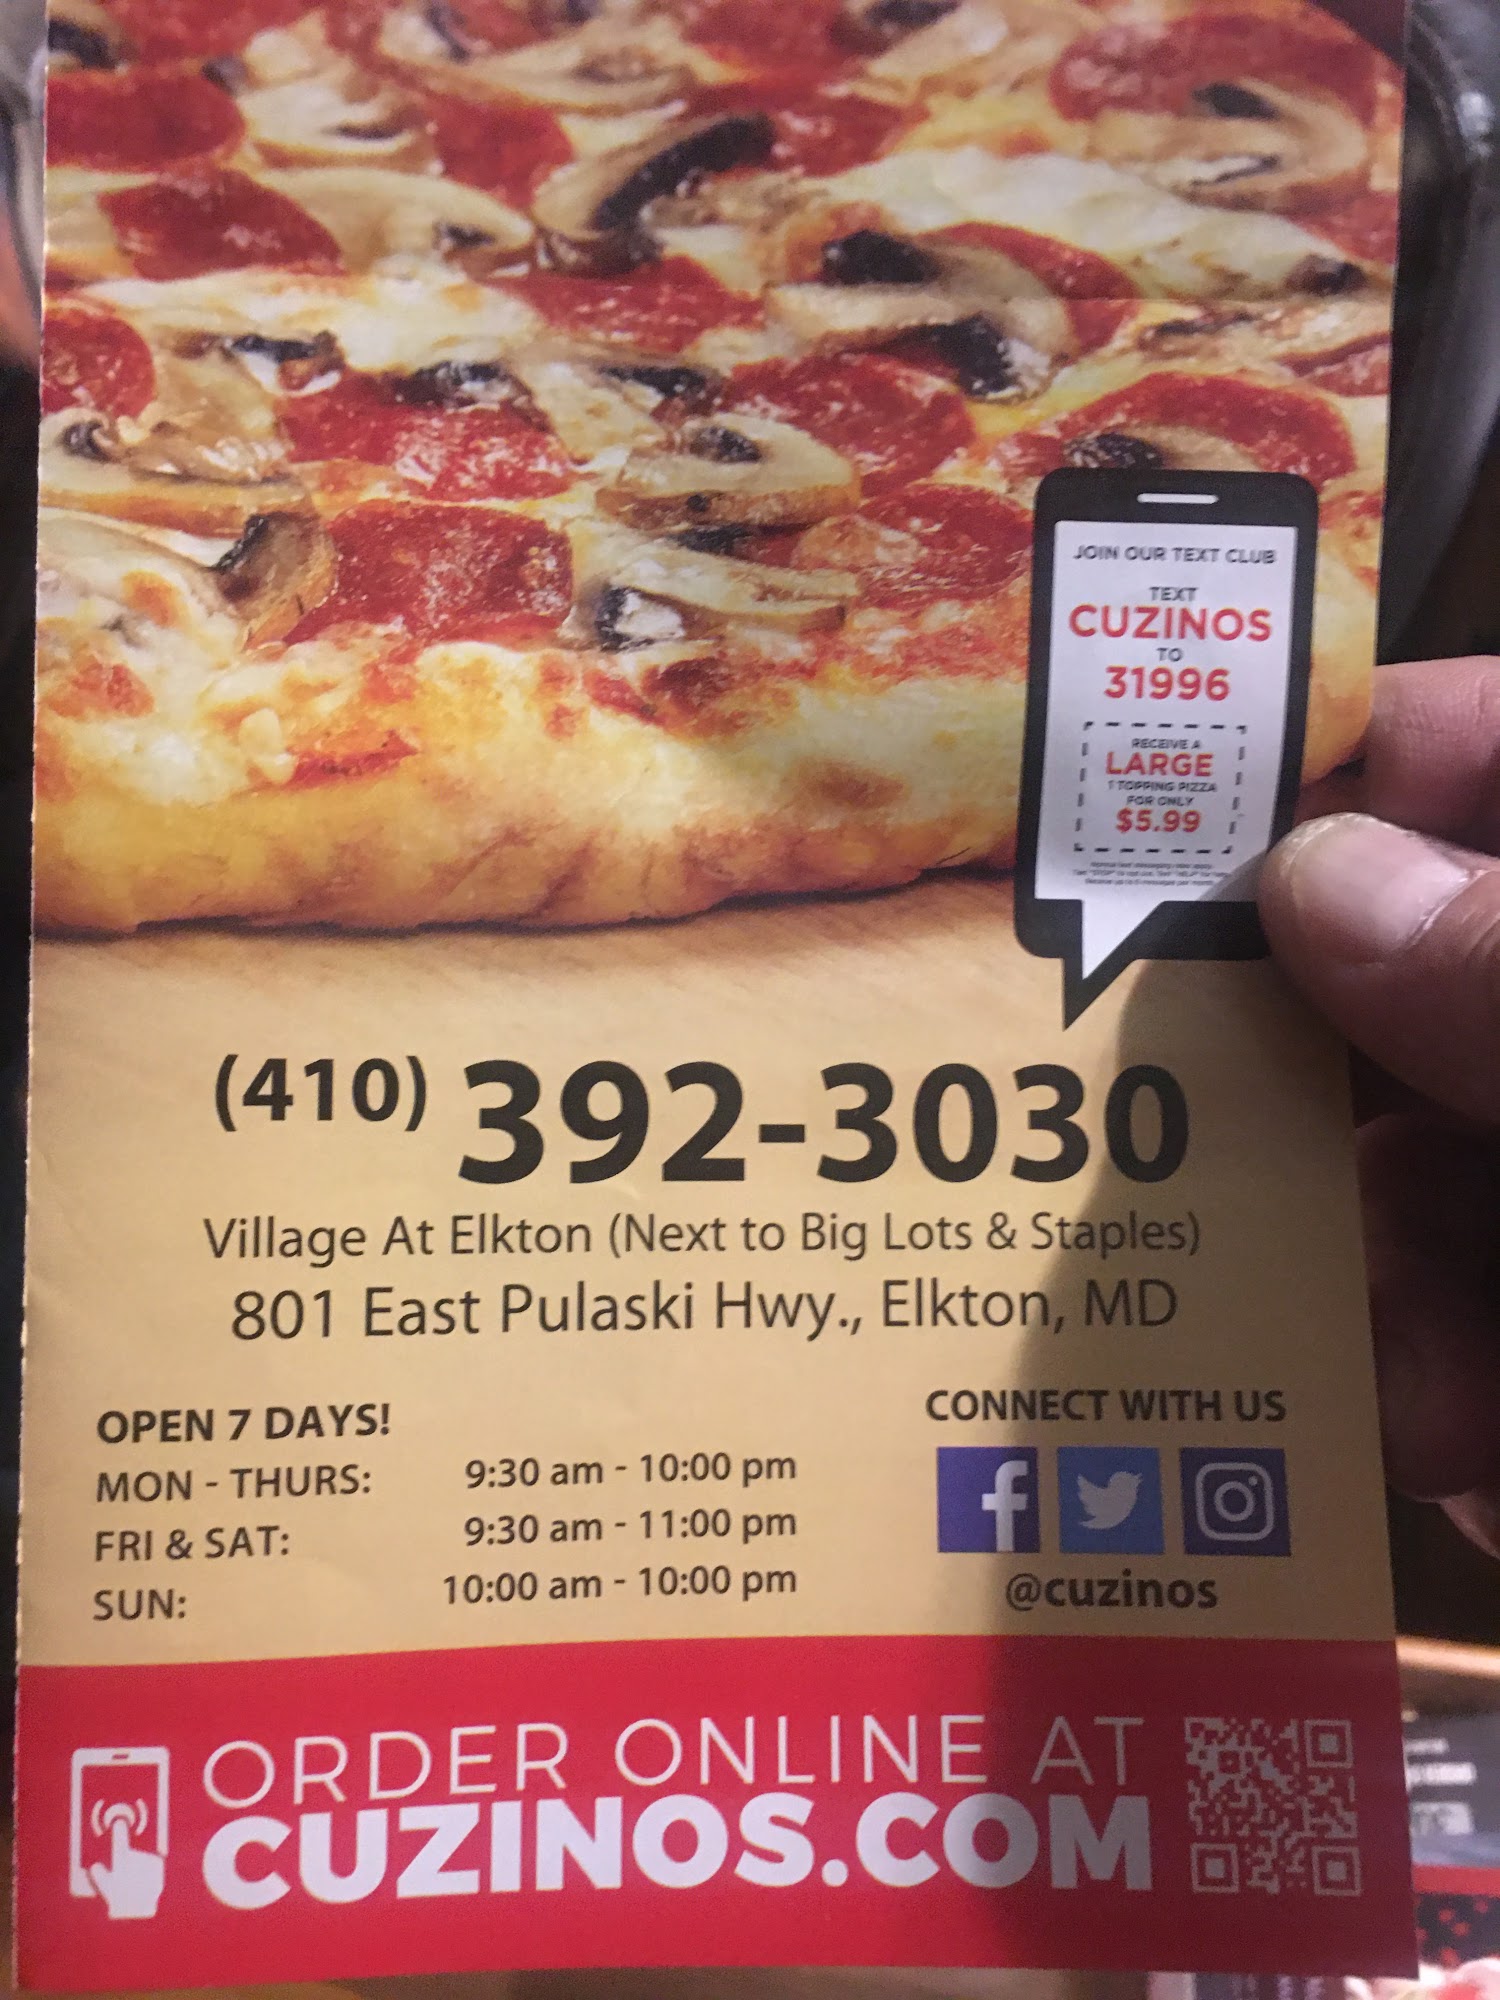 JOIN OUR TEXT CLUB
TEXT
CUZINOS
TO
31996
RECEIVE A
LARGE
1 TOPPING PIZZA
FOR ONLY
$5.99
(410) 392-3030
Village At Elkton (Next to Big Lots & Staples)
801 East Pulaski Hwy., Elkton, MD
OPEN 7 DAYS!
MON - THURS: 9:30 am - 10:00 pm
FRI & SAT: 9:30 am - 11:00 pm
SUN: 10:00 am - 10:00 pm
CONNECT WITH US
@cuzinos
ORDER ONLINE AT
CUZINOS.COM